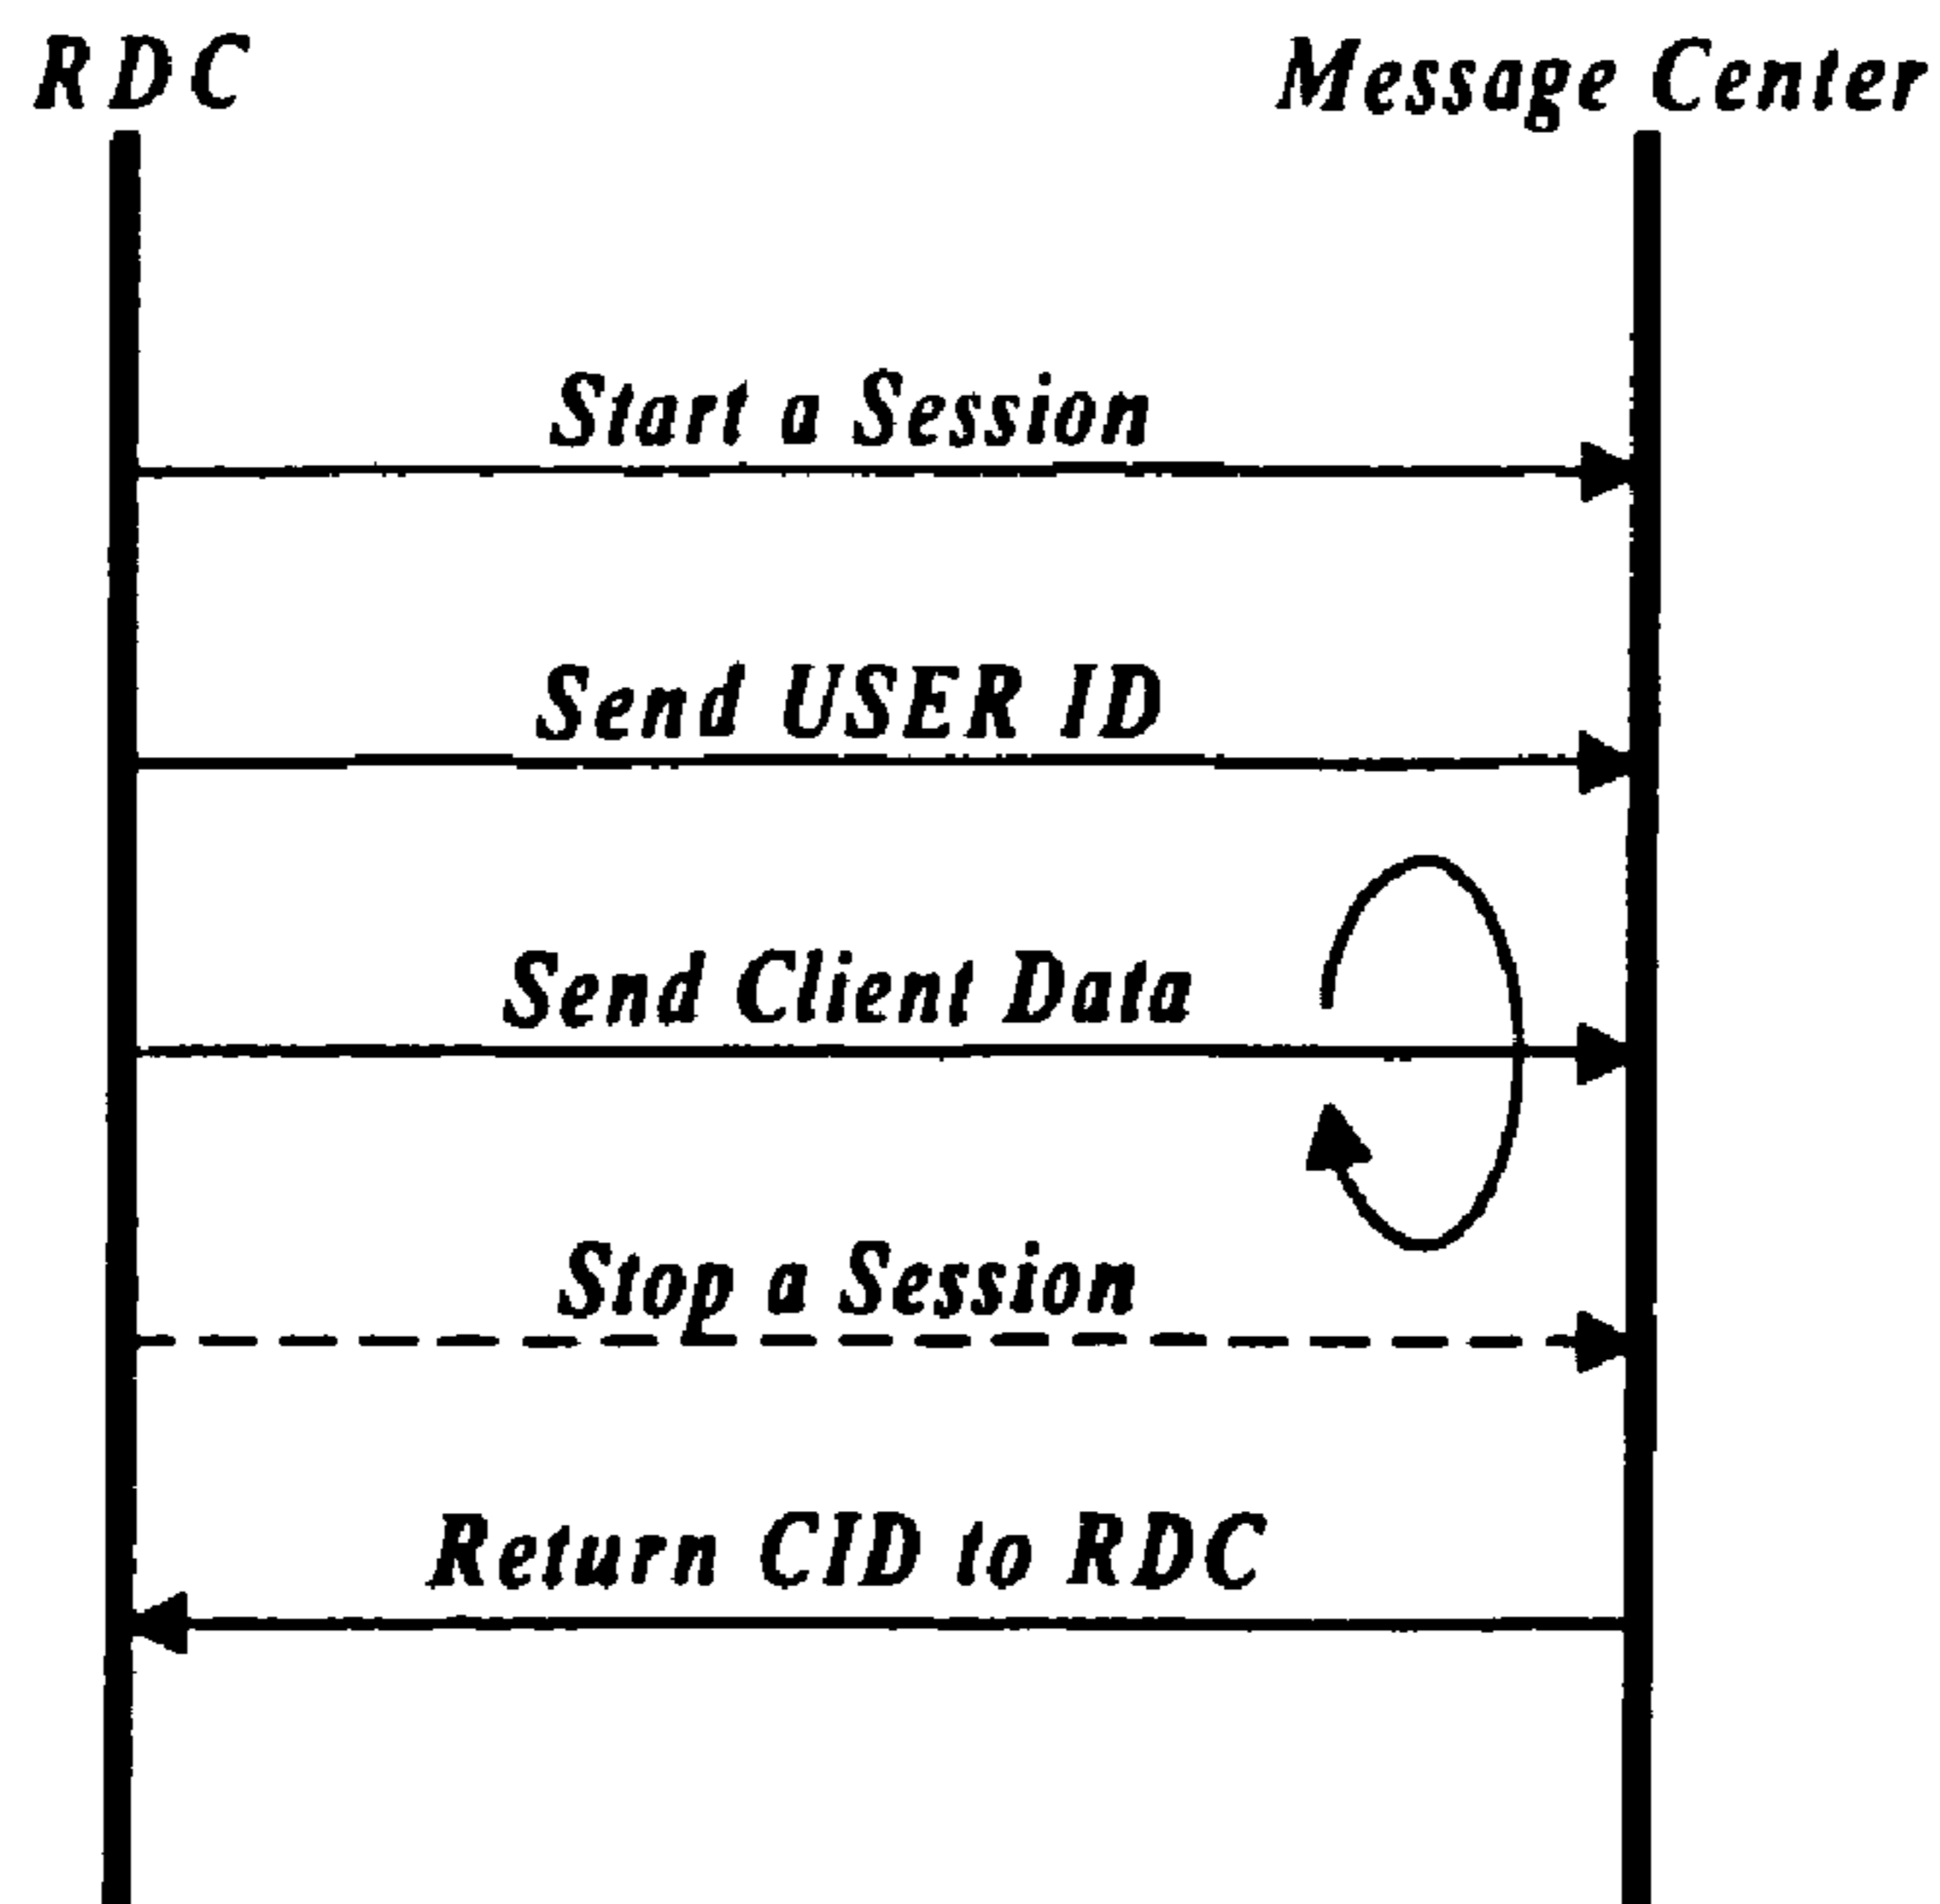 RDC Message Center
Start a Session
Send USER ID
Send Client Data
Stop a Session
Return CID to RDC